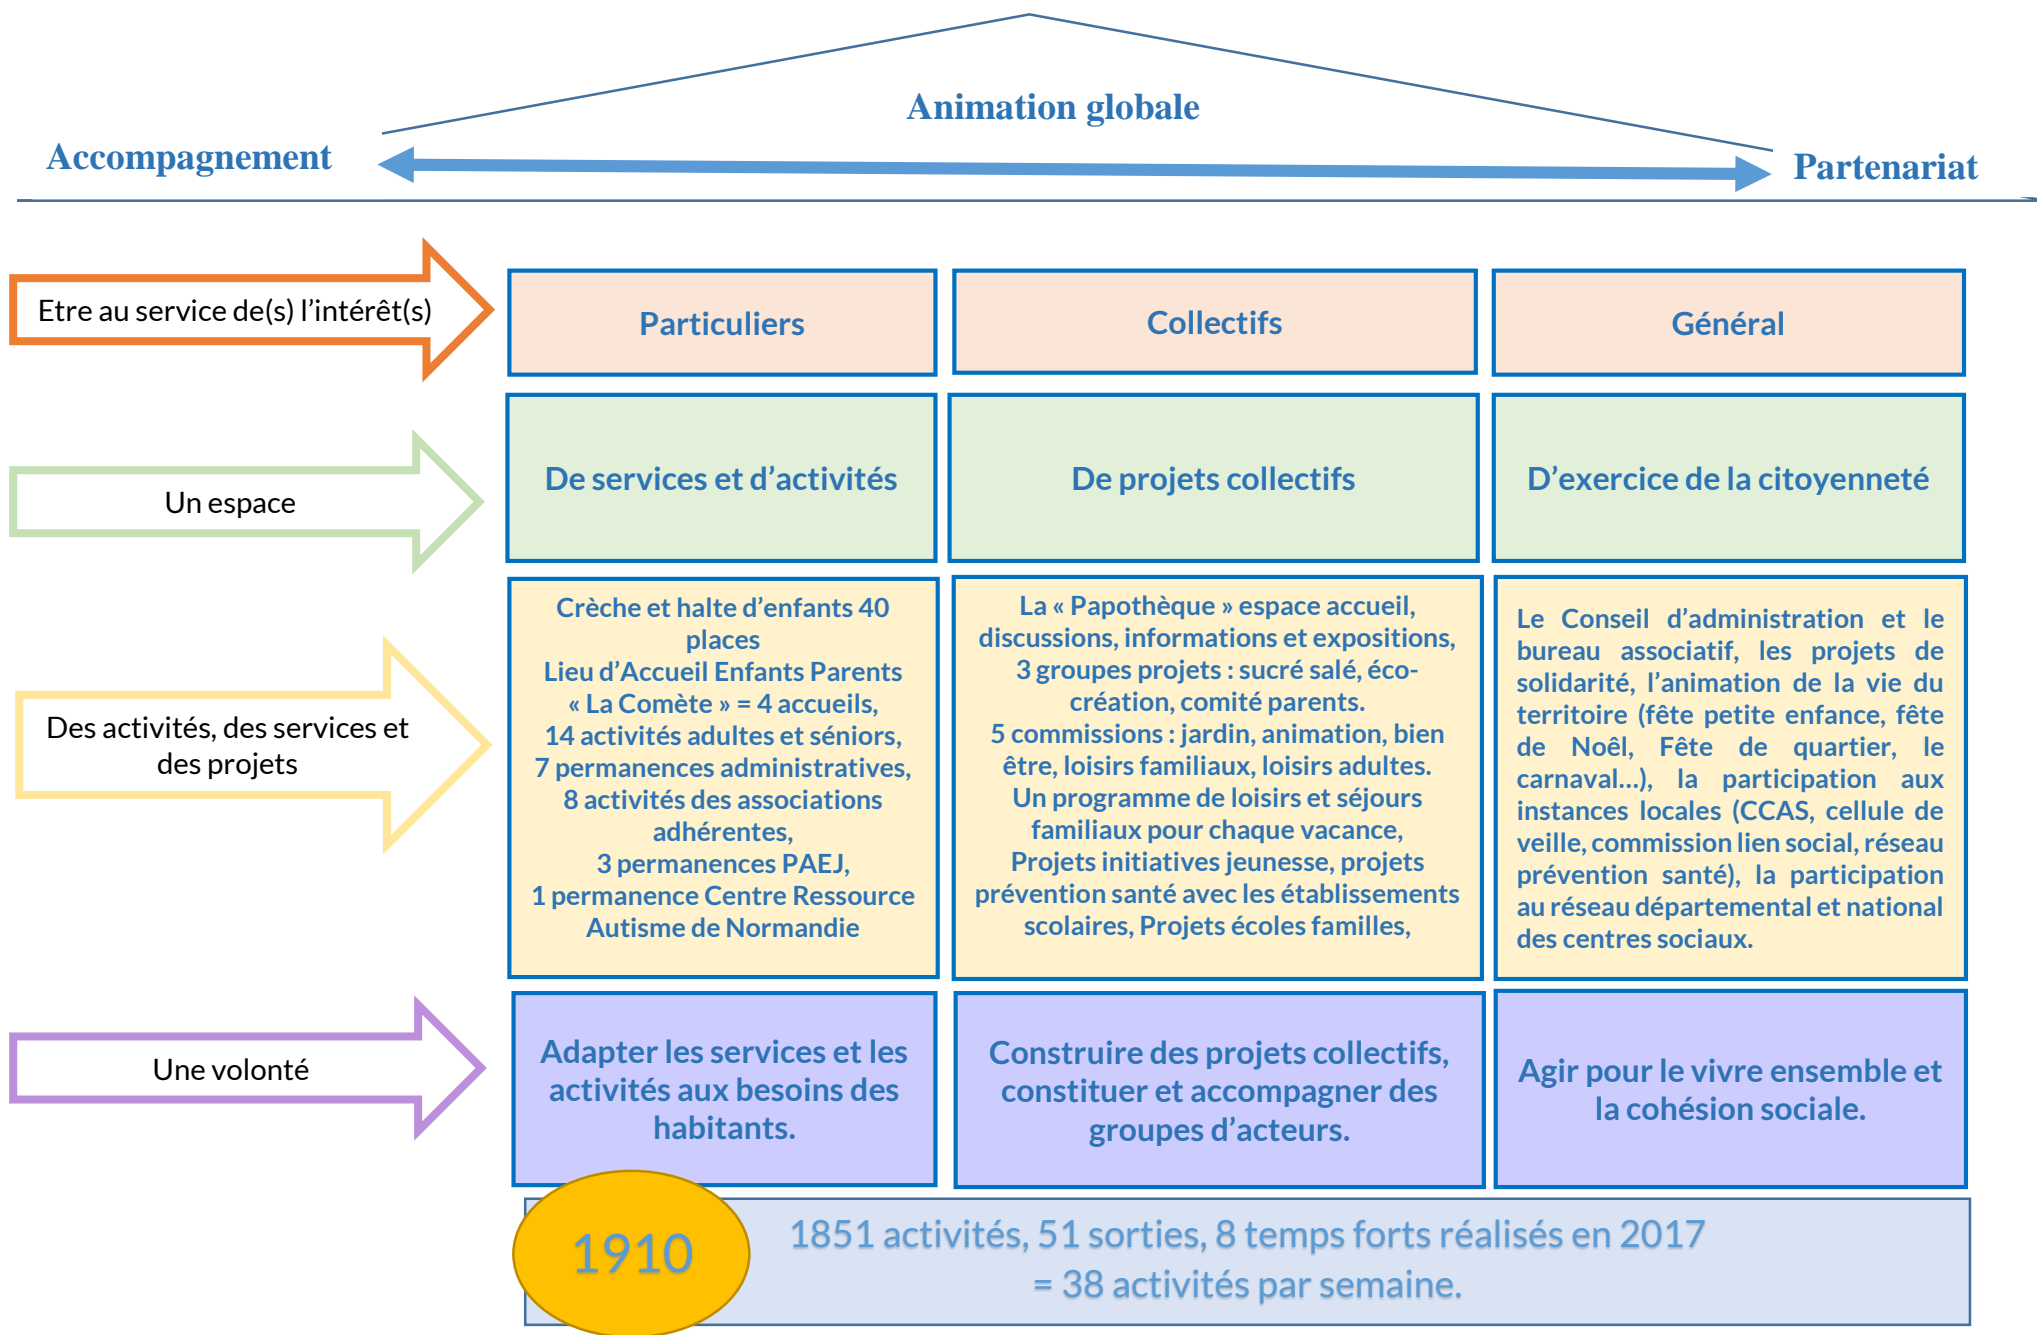 Animation globale
Accompagnement
Partenariat
Etre au service de(s) l’intérêt(s)
Particuliers
Collectifs
Général
Un espace
De services et d’activités
De projets collectifs
D’exercice de la citoyenneté
Des activités, des services et
des projets
Crèche et halte d’enfants 40
places
Lieu d’Accueil Enfants Parents
« La Comète » = 4 accueils,
14 activités adultes et séniors,
7 permanences administratives,
8 activités des associations
adhérentes,
3 permanences PAEJ,
1 permanence Centre Ressource
Autisme de Normandie
La « Papothèque » espace accueil,
discussions, informations et expositions,
3 groupes projets : sucré salé, éco-
création, comité parents.
5 commissions : jardin, animation, bien
être, loisirs familiaux, loisirs adultes.
Un programme de loisirs et séjours
familiaux pour chaque vacance,
Projets initiatives jeunesse, projets
prévention santé avec les établissements
scolaires, Projets écoles familles,
Le Conseil d’administration et le
bureau associatif, les projets de
solidarité, l’animation de la vie du
territoire (fête petite enfance, fête
de Noêl, Fête de quartier, le
carnaval…), la participation aux
instances locales (CCAS, cellule de
veille, commission lien social, réseau
prévention santé), la participation
au réseau départemental et national
des centres sociaux.
Une volonté
Adapter les services et les
activités aux besoins des
habitants.
Construire des projets collectifs,
constituer et accompagner des
groupes d’acteurs.
Agir pour le vivre ensemble et
la cohésion sociale.
1910
1851 activités, 51 sorties, 8 temps forts réalisés en 2017
= 38 activités par semaine.